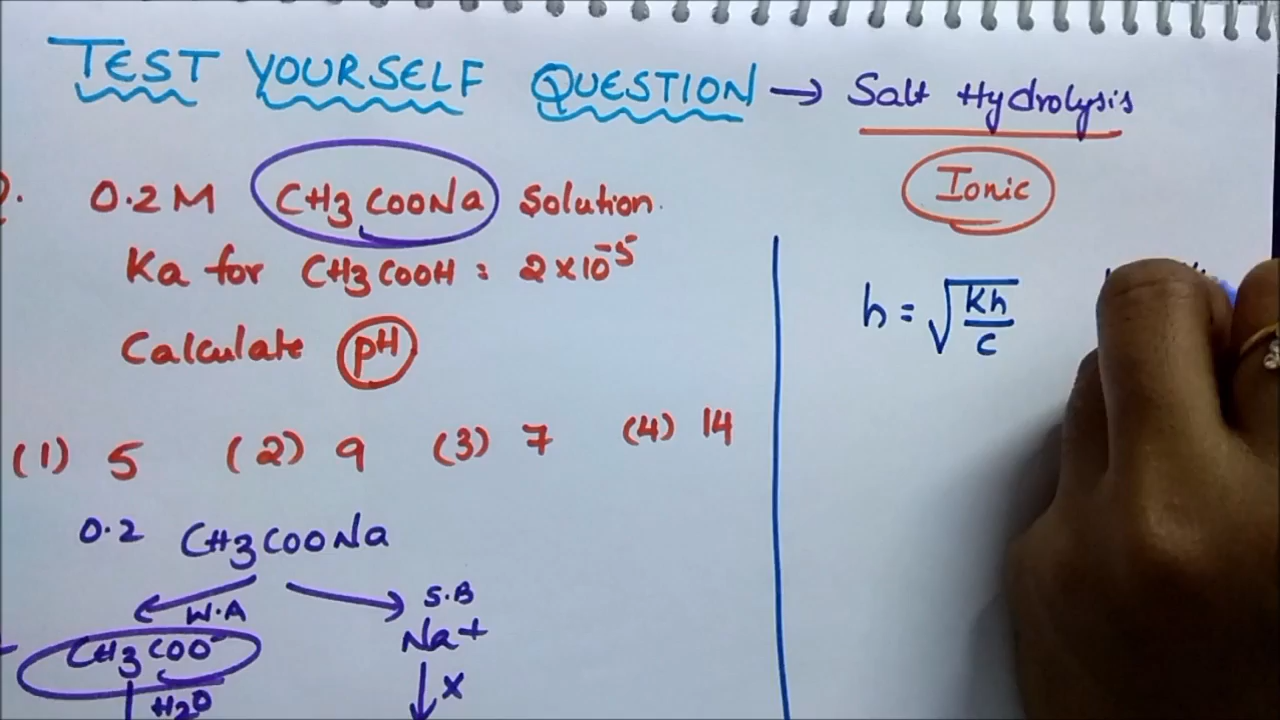 TEST YOURSELF QUESTION → Salt Hydrolysis
Ionic
0.2M CH3COONa Solution.
Ka for CH3COOH : 2×10⁻⁵
Calculate pH
(1) 5 (2) 9 (3) 7 (4) 14
0.2 CH3COONa
W.A S.B
CH3COO⁻ Na+
H2O X
h = √Kh/C